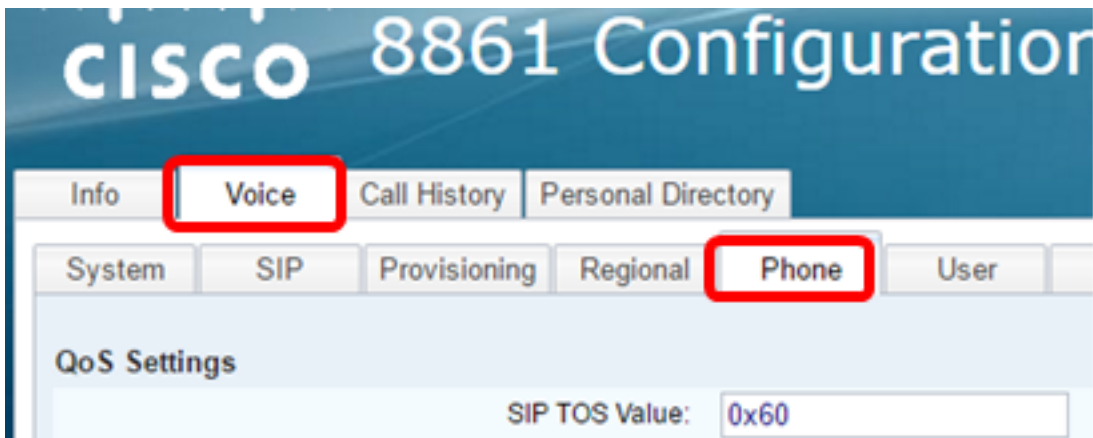 CISCO 8861 Configuration
Info Voice Call History Personal Directory
System SIP Provisioning Regional Phone User
QoS Settings
SIP TOS Value: 0x60